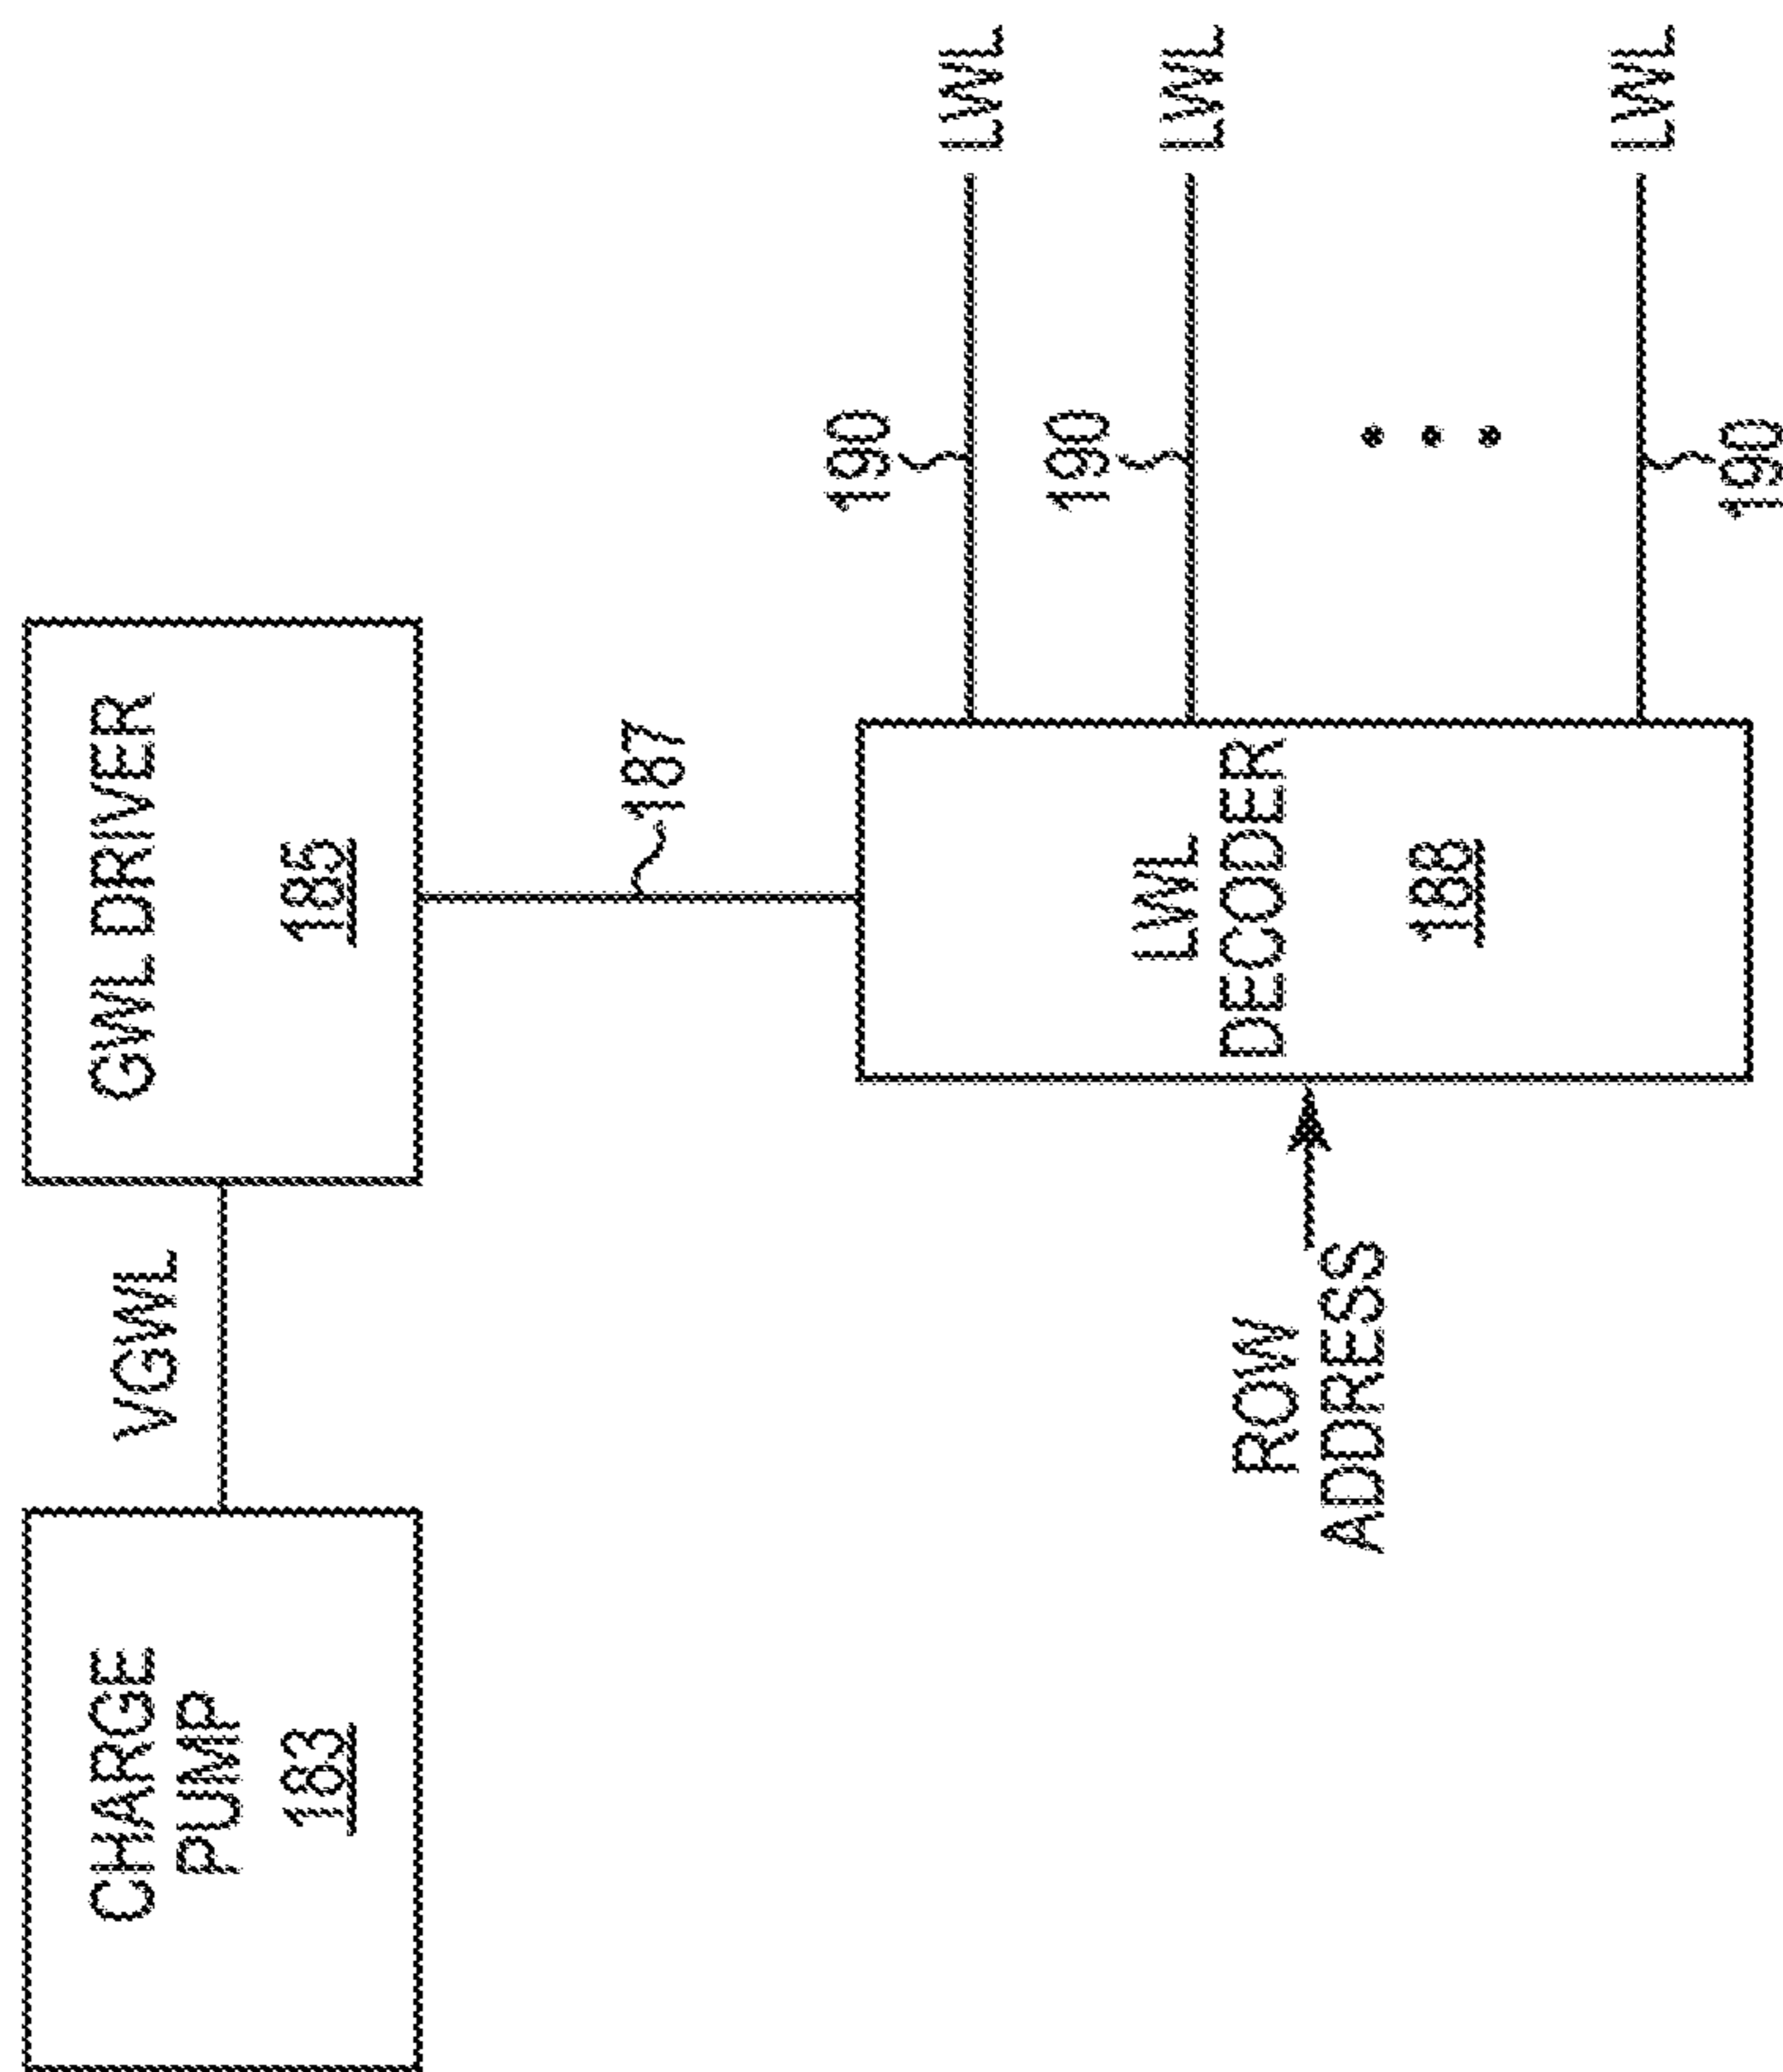 CHARGE
PUMP
183
VGWL
GWL DRIVER
185
187
ROW
ADDRESS
LWL
DECODER
188
190
LWL
190
LWL
190
LWL